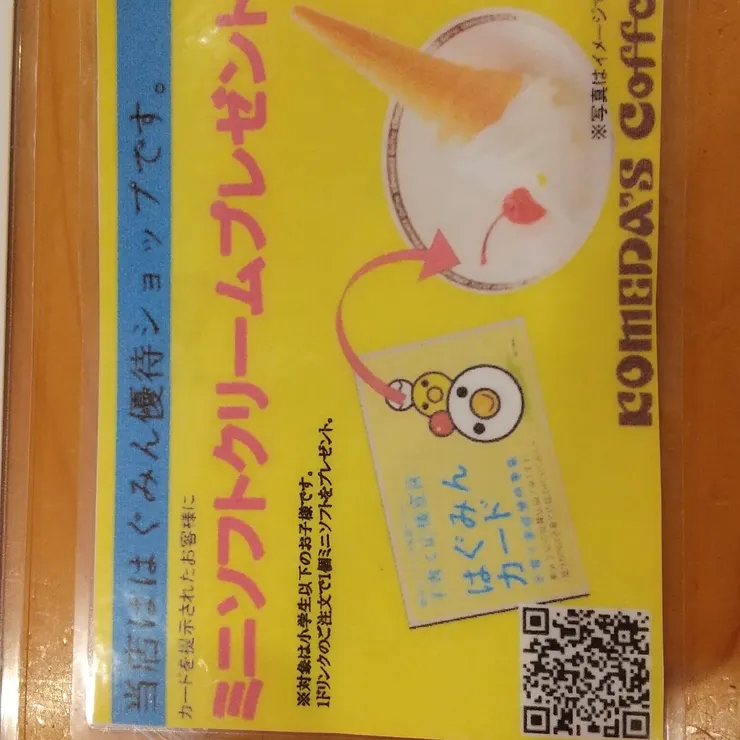 当店ははぐみん優待ショップです。
カードを提示されたお客様に
ミニソフトクリームプレゼント
※対象は小学生以下のお子様です。
1ドリンクのご注文で1個ミニソフトをプレゼント。
はぐみん
カード
※写真はイメージ
KOMEDA'S Coffe